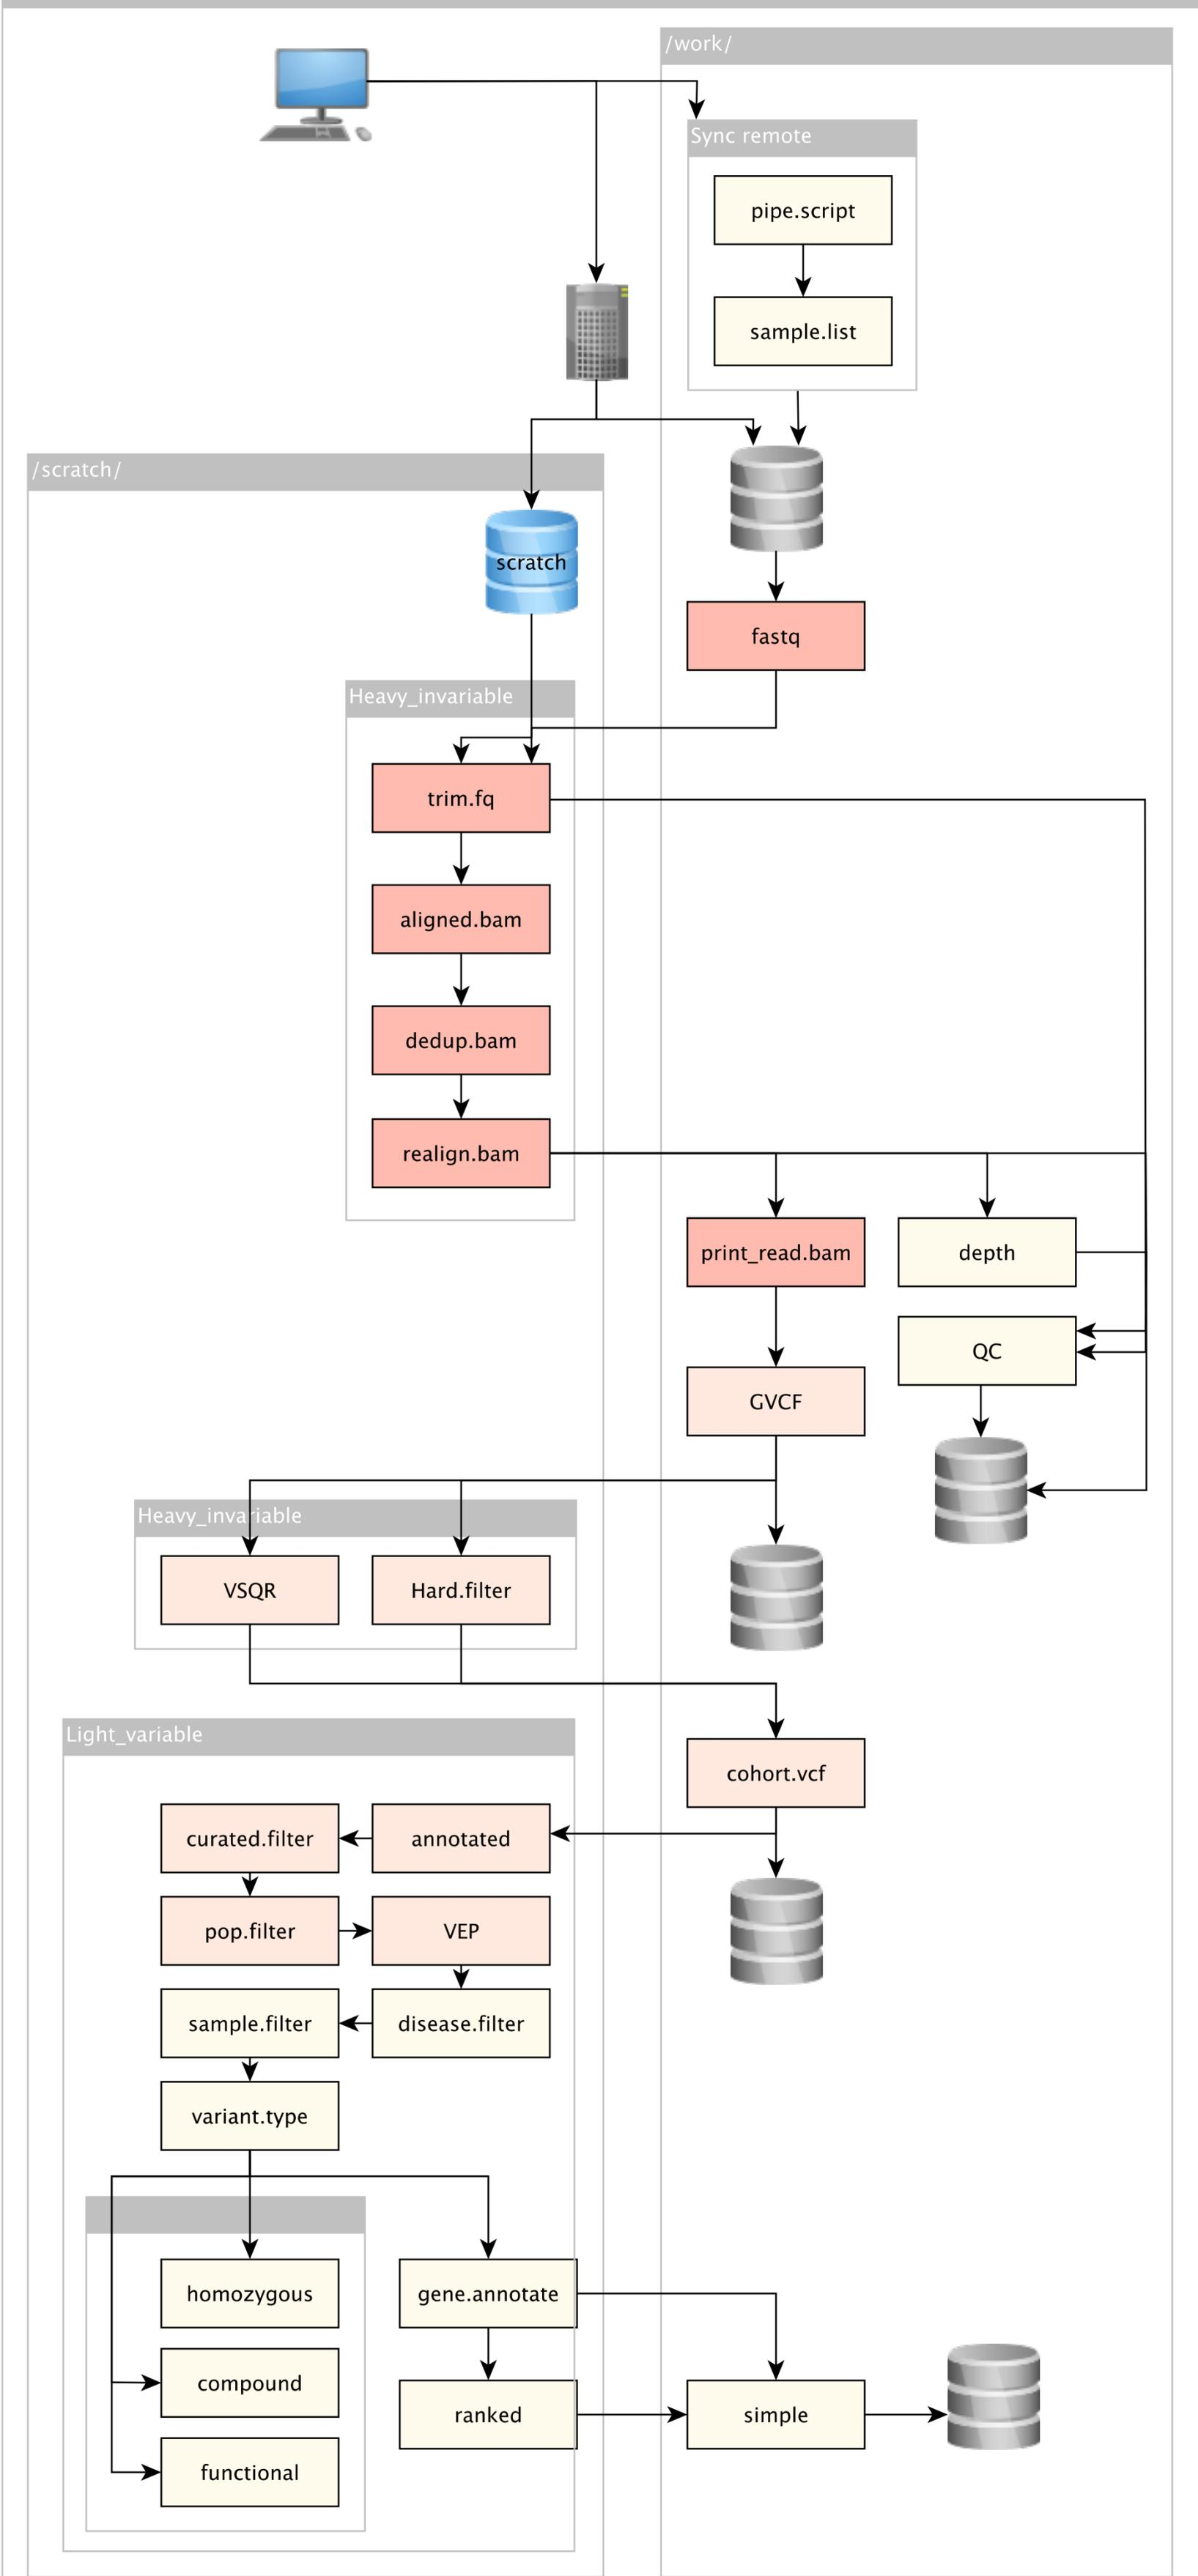 /work/
Sync remote
pipe.script
sample.list
/scratch/
scratch
fastq
Heavy_invariable
trim.fq
aligned.bam
dedup.bam
realign.bam
print_read.bam
depth
QC
GVCF
Heavy_invariable
VSQR
Hard.filter
Light_variable
cohort.vcf
curated.filter
annotated
pop.filter
VEP
sample.filter
disease.filter
variant.type
homozygous
gene.annotate
compound
ranked
simple
functional